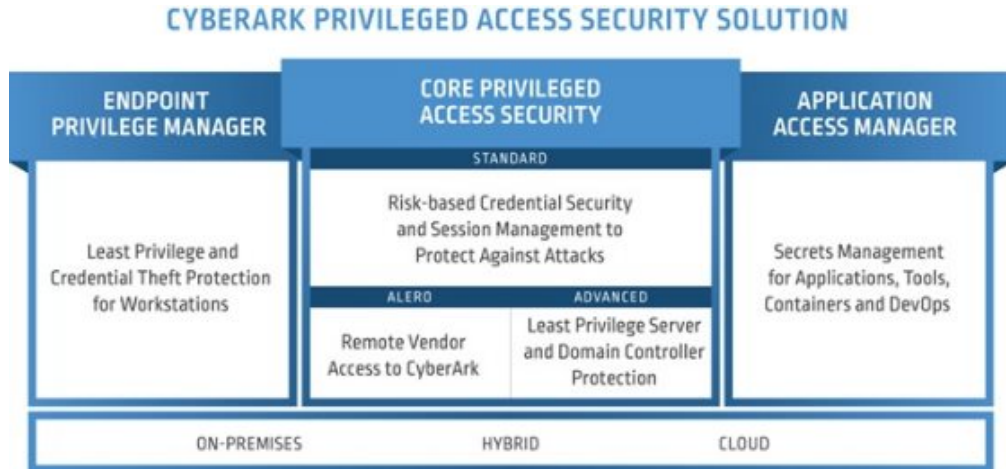 CYBERARK PRIVILEGED ACCESS SECURITY SOLUTION
ENDPOINT
PRIVILEGE MANAGER
Least Privilege and
Credential Theft Protection
for Workstations
CORE PRIVILEGED
ACCESS SECURITY
STANDARD
Risk-based Credential Security
and Session Management to
Protect Against Attacks
ALERO
Remote Vendor
Access to CyberArk
ADVANCED
Least Privilege Server
and Domain Controller
Protection
APPLICATION
ACCESS MANAGER
Secrets Management
for Applications, Tools,
Containers and DevOps
ON-PREMISES
HYBRID
CLOUD